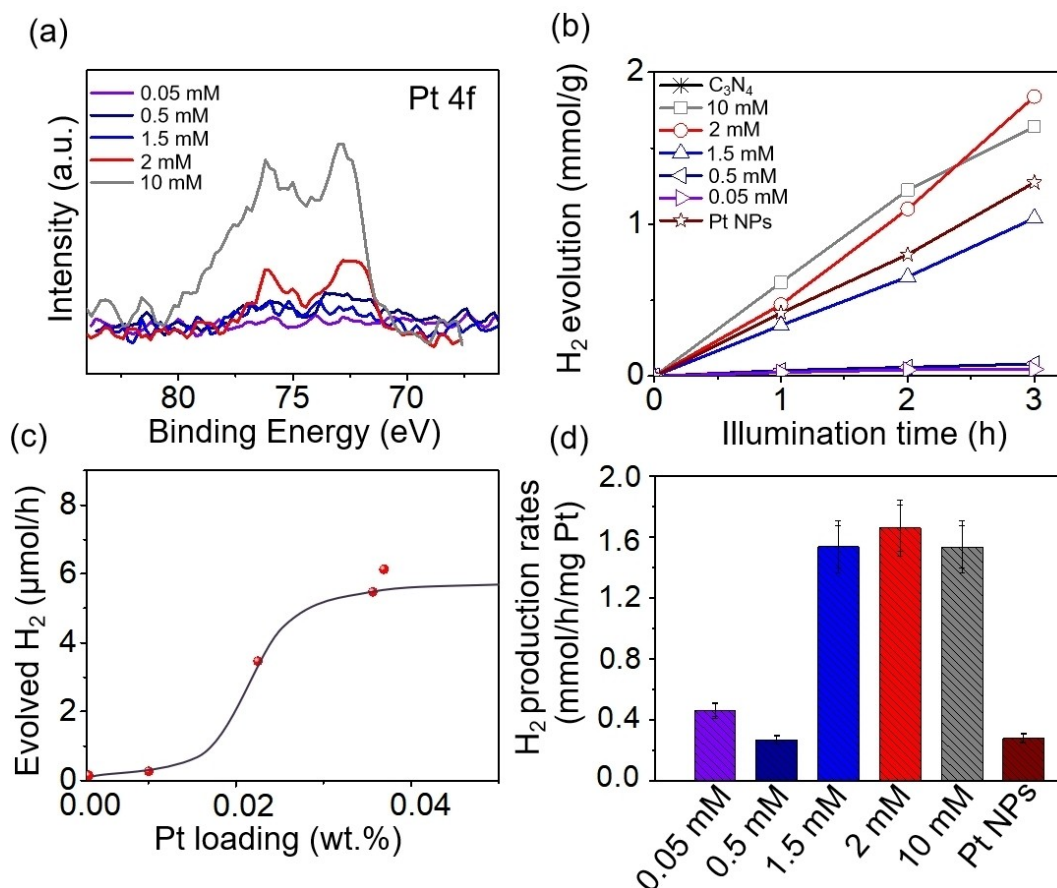 (a)
Pt 4f
0.05 mM
0.5 mM
1.5 mM
2 mM
10 mM
Intensity (a.u.)
80
75
70
Binding Energy (eV)
(b)
C₃N₄
10 mM
2 mM
1.5 mM
0.5 mM
0.05 mM
Pt NPs
H₂ evolution (mmol/g)
2
1
0
0
1
2
3
Illumination time (h)
(c)
Evolved H₂ (µmol/h)
8
6
4
2
0
0.00
0.02
0.04
Pt loading (wt.%)
(d)
H₂ production rates
(mmol/h/mg Pt)
2.0
1.6
1.2
0.8
0.4
0.0
0.05 mM
0.5 mM
1.5 mM
2 mM
10 mM
Pt NPs